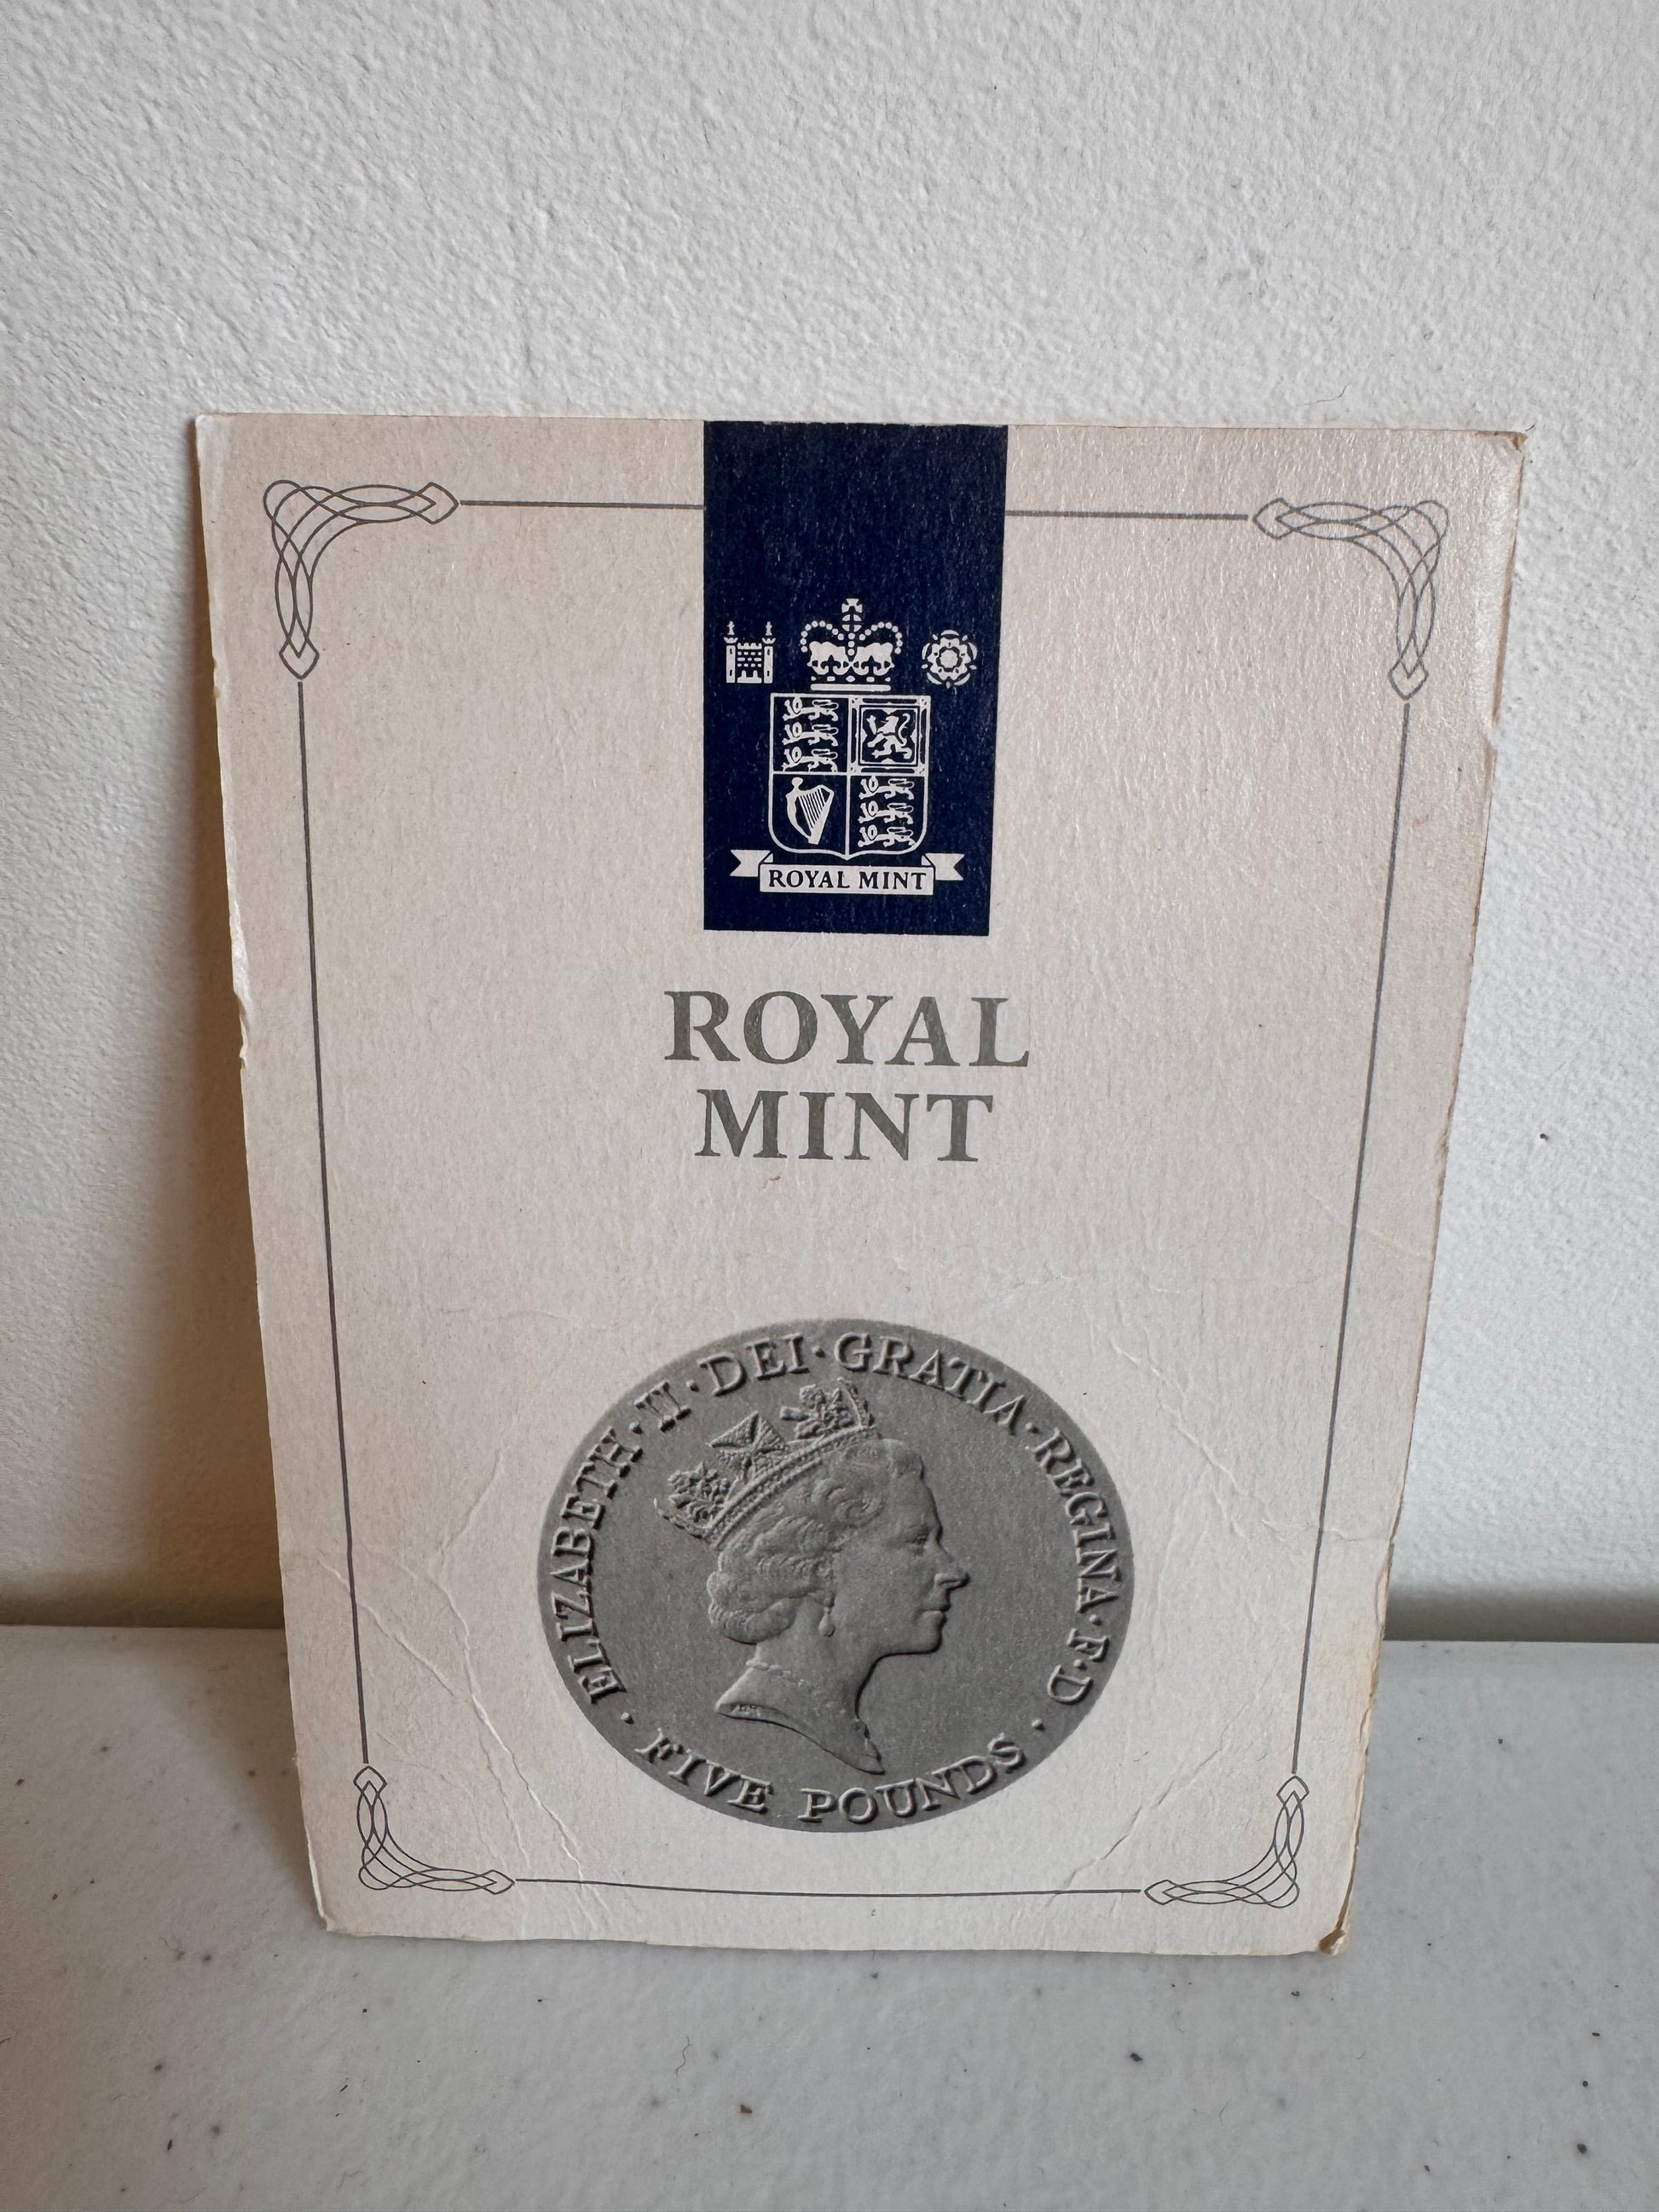 ROYAL MINT
ROYAL
MINT
ELIZABETH·II·DEI·GRATIA·REGINA·F·D
· FIVE POUNDS ·